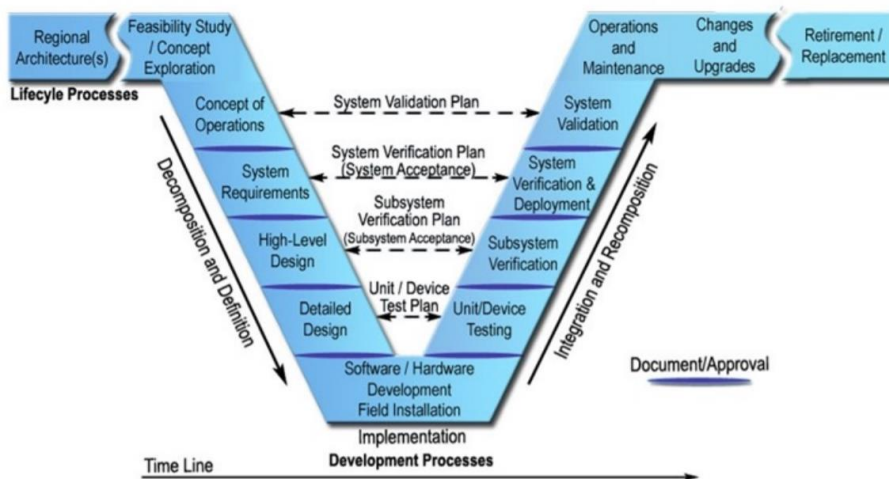 Regional
Architecture(s)
Feasibility Study
/ Concept
Exploration
Operations
and
Maintenance
Changes
and
Upgrades
Retirement /
Replacement
Lifecyle Processes
Concept of
Operations
System Validation Plan
System
Validation
System
Requirements
System Verification Plan
(System Acceptance)
System
Verification &
Deployment
High-Level
Design
Subsystem
Verification Plan
(Subsystem Acceptance)
Subsystem
Verification
Detailed
Design
Unit / Device
Test Plan
Unit/Device
Testing
Decomposition and Definition
Integration and Recomposition
Software / Hardware
Development
Field Installation
Document/Approval
Implementation
Development Processes
Time Line